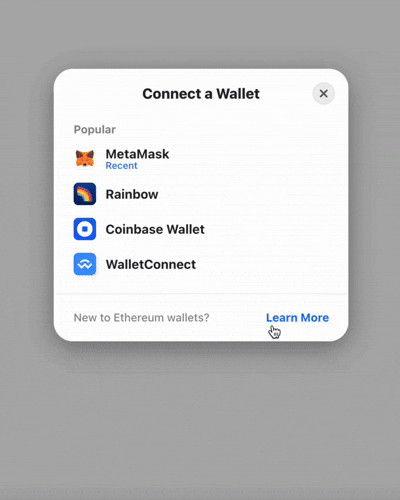 Connect a Wallet
Popular
MetaMask
Recent
Rainbow
Coinbase Wallet
WalletConnect
New to Ethereum wallets? Learn More